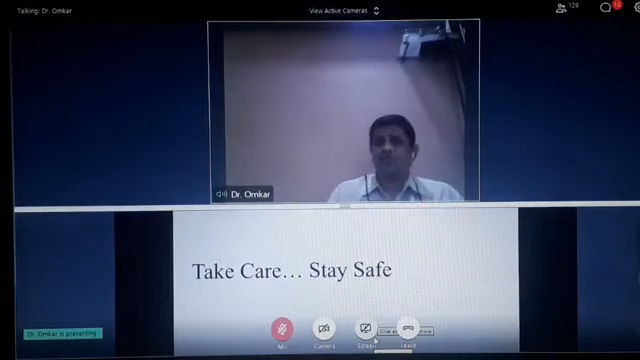 Talking: Dr. Omkar
View Active Cameras
129
10
Dr. Omkar
Take Care... Stay Safe
Dr. Omkar is presenting
Mic
Camera
Screen
Leave